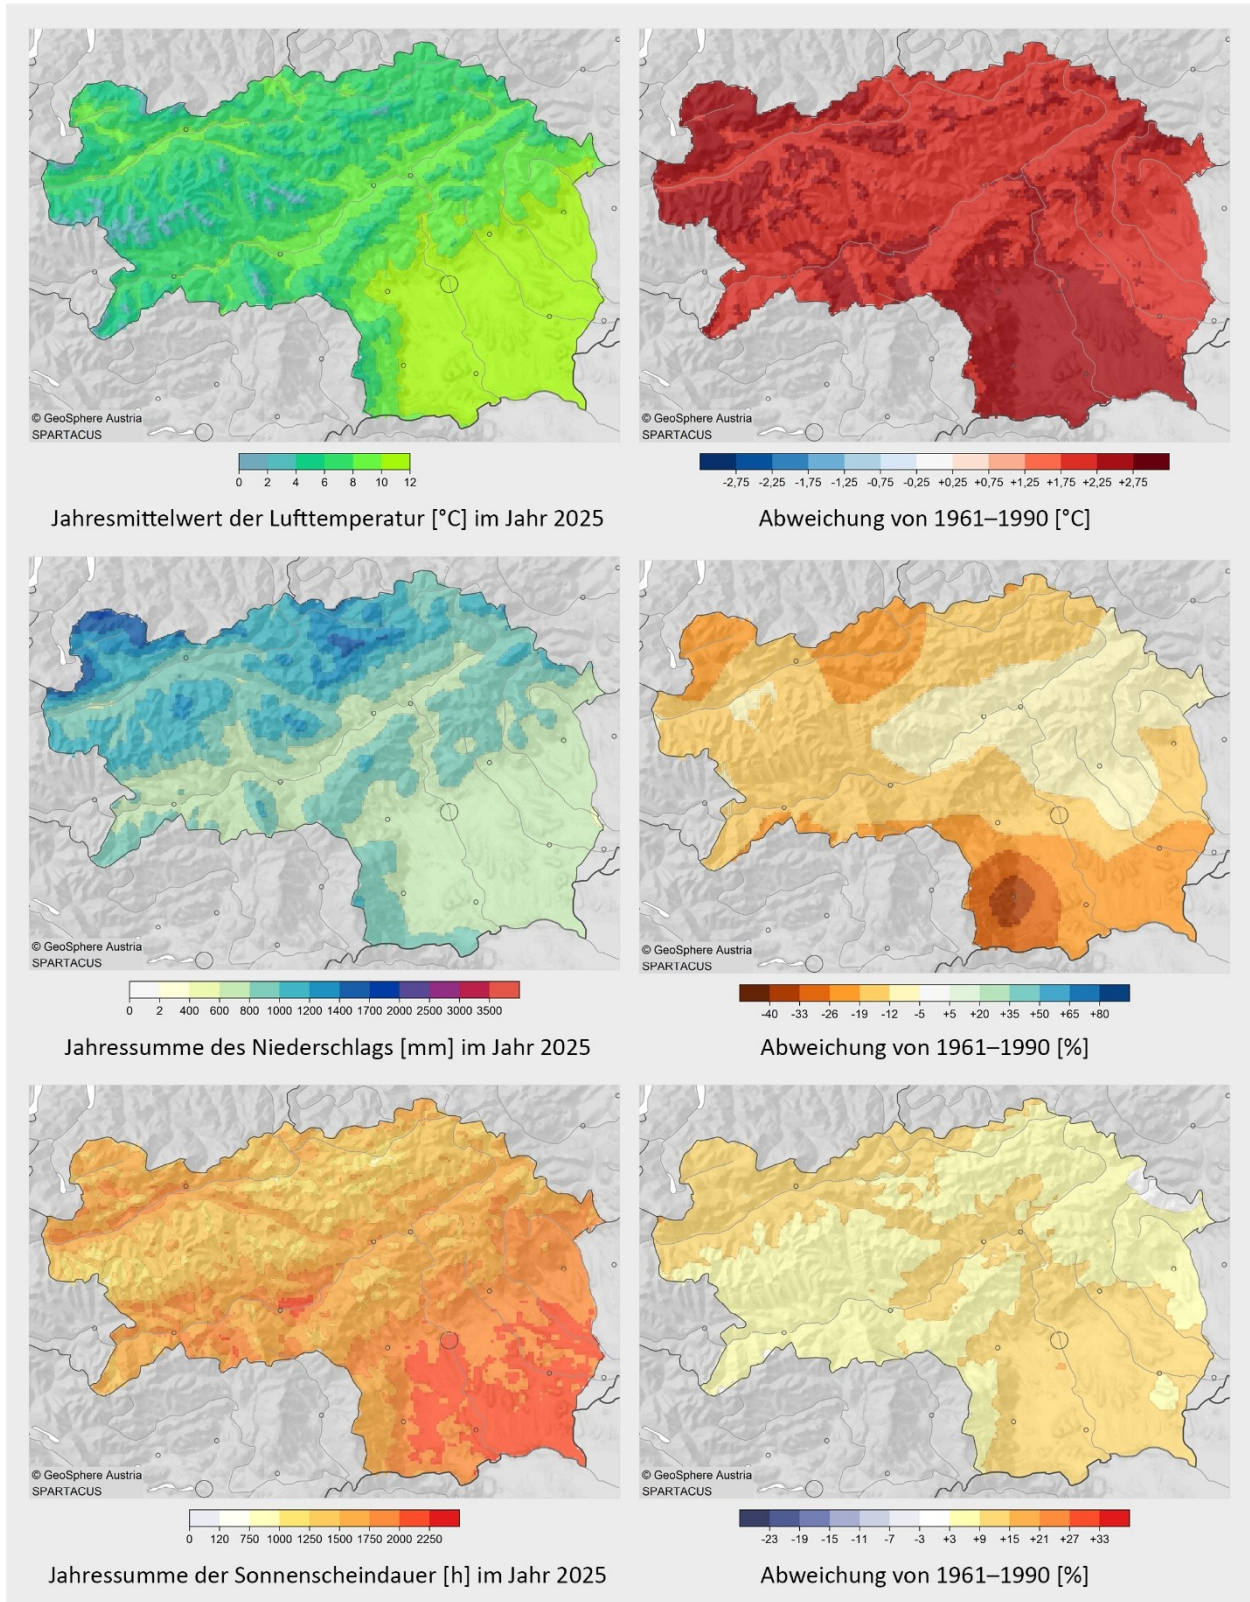 © GeoSphere Austria
SPARTACUS
0 2 4 6 8 10 12
Jahresmittelwert der Lufttemperatur [°C] im Jahr 2025
© GeoSphere Austria
SPARTACUS
-2,75 -2,25 -1,75 -1,25 -0,75 -0,25 +0,25 +0,75 +1,25 +1,75 +2,25 +2,75
Abweichung von 1961–1990 [°C]
© GeoSphere Austria
SPARTACUS
0 2 400 600 800 1000 1200 1400 1700 2000 2500 3000 3500
Jahressumme des Niederschlags [mm] im Jahr 2025
© GeoSphere Austria
SPARTACUS
-40 -33 -26 -19 -12 -5 +5 +20 +35 +50 +65 +80
Abweichung von 1961–1990 [%]
© GeoSphere Austria
SPARTACUS
0 120 750 1000 1250 1500 1750 2000 2250
Jahressumme der Sonnenscheindauer [h] im Jahr 2025
© GeoSphere Austria
SPARTACUS
-23 -19 -15 -11 -7 -3 +3 +9 +15 +21 +27 +33
Abweichung von 1961–1990 [%]